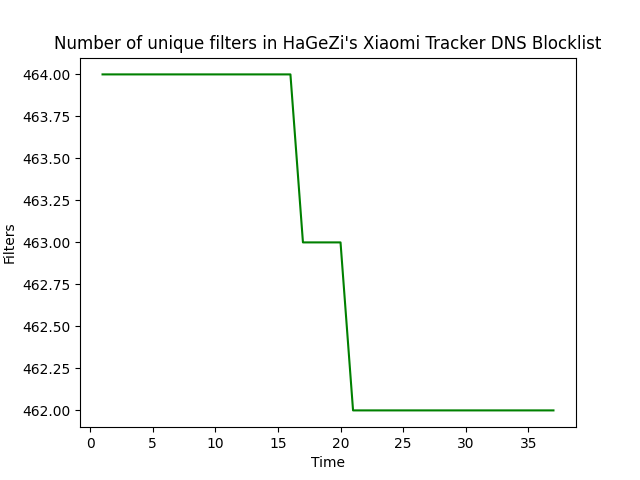 Number of unique filters in HaGeZi's Xiaomi Tracker DNS Blocklist
464.00
463.75
463.50
463.25
463.00
462.75
462.50
462.25
462.00
Filters
0 5 10 15 20 25 30 35
Time